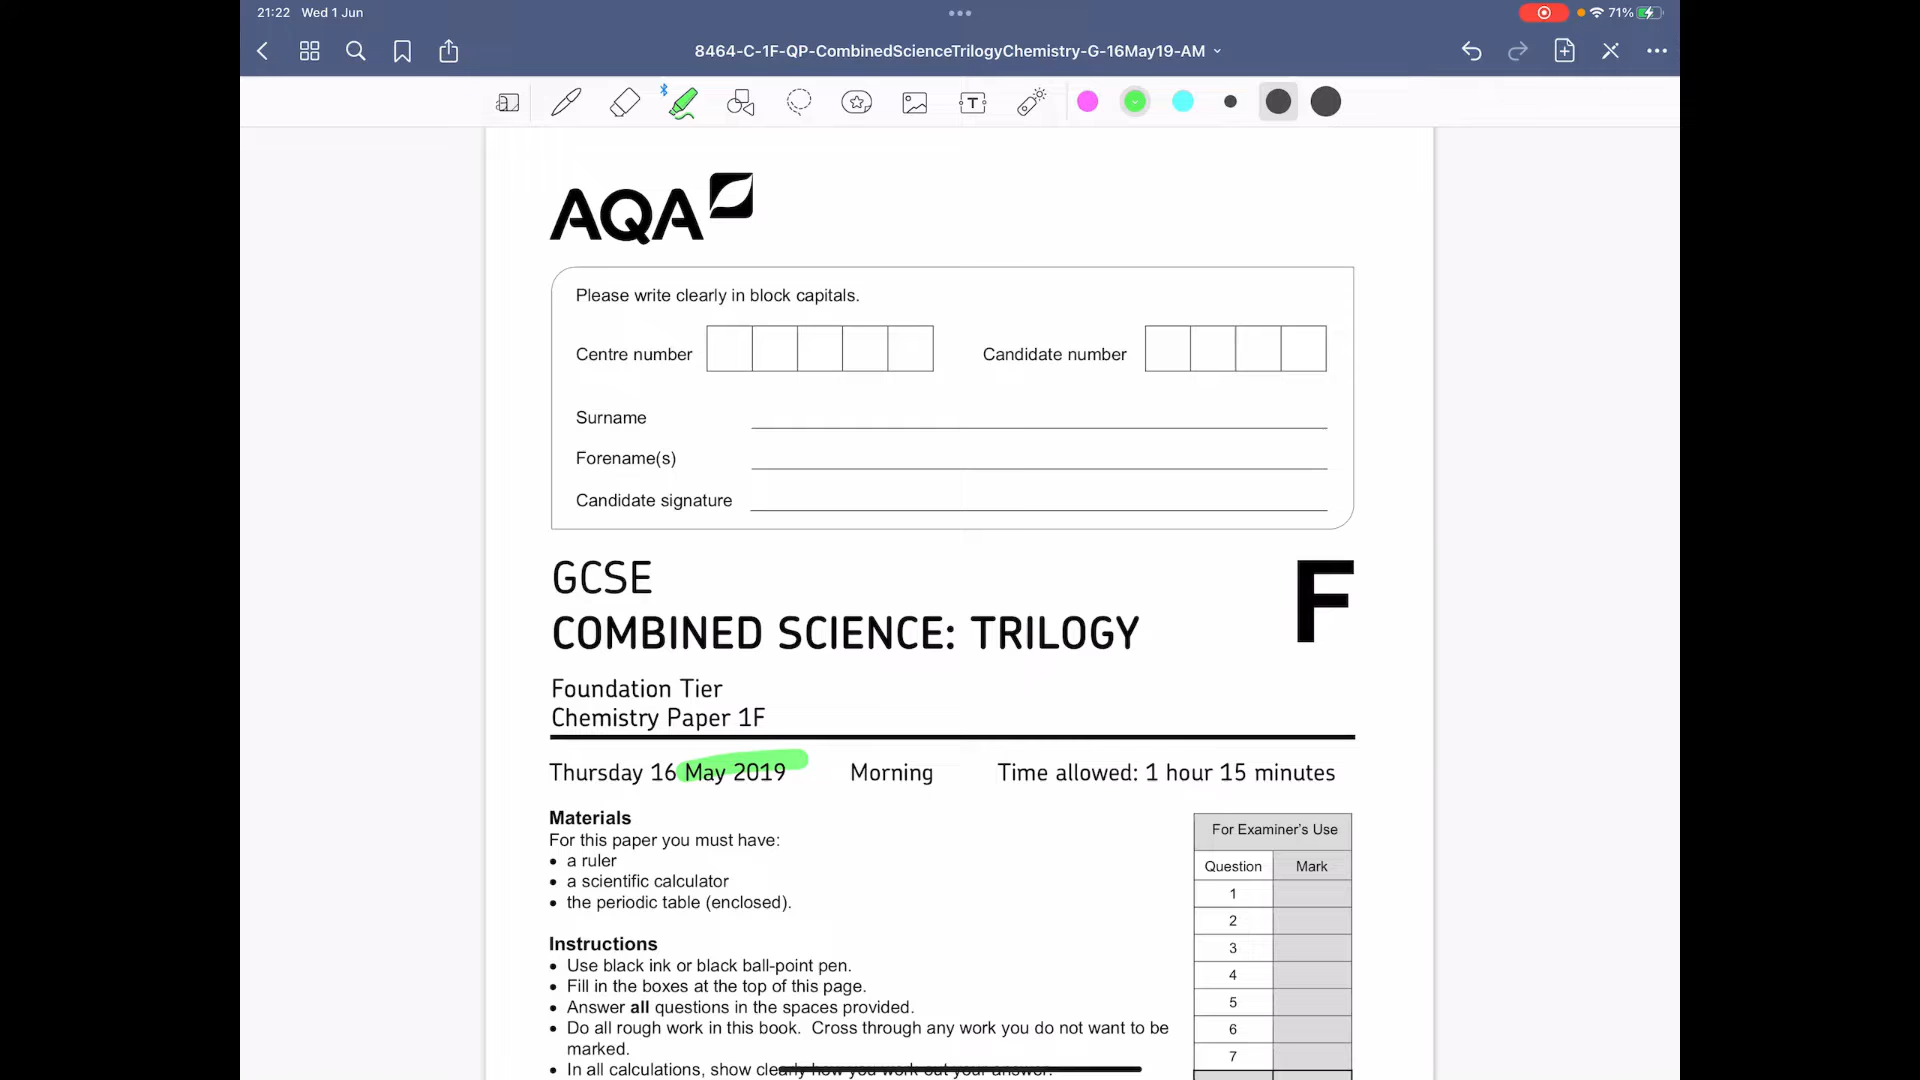 21:22 Wed 1 Jun
71%
8464-C-1F-QP-CombinedScienceTrilogyChemistry-G-16May19-AM
T
AQA
Please write clearly in block capitals.
Centre number
Candidate number
Surname
Forename(s)
Candidate signature
GCSE
COMBINED SCIENCE: TRILOGY
F
Foundation Tier
Chemistry Paper 1F
Thursday 16 May 2019 Morning Time allowed: 1 hour 15 minutes
Materials
For this paper you must have:
• a ruler
• a scientific calculator
• the periodic table (enclosed).
Instructions
• Use black ink or black ball-point pen.
• Fill in the boxes at the top of this page.
• Answer all questions in the spaces provided.
• Do all rough work in this book. Cross through any work you do not want to be
marked.
• In all calculations, show clearly how you work out your answer.
For Examiner's Use
Question Mark
1
2
3
4
5
6
7